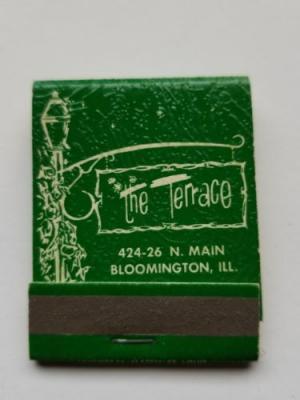 the Terrace
424-26 N. MAIN
BLOOMINGTON, ILL.